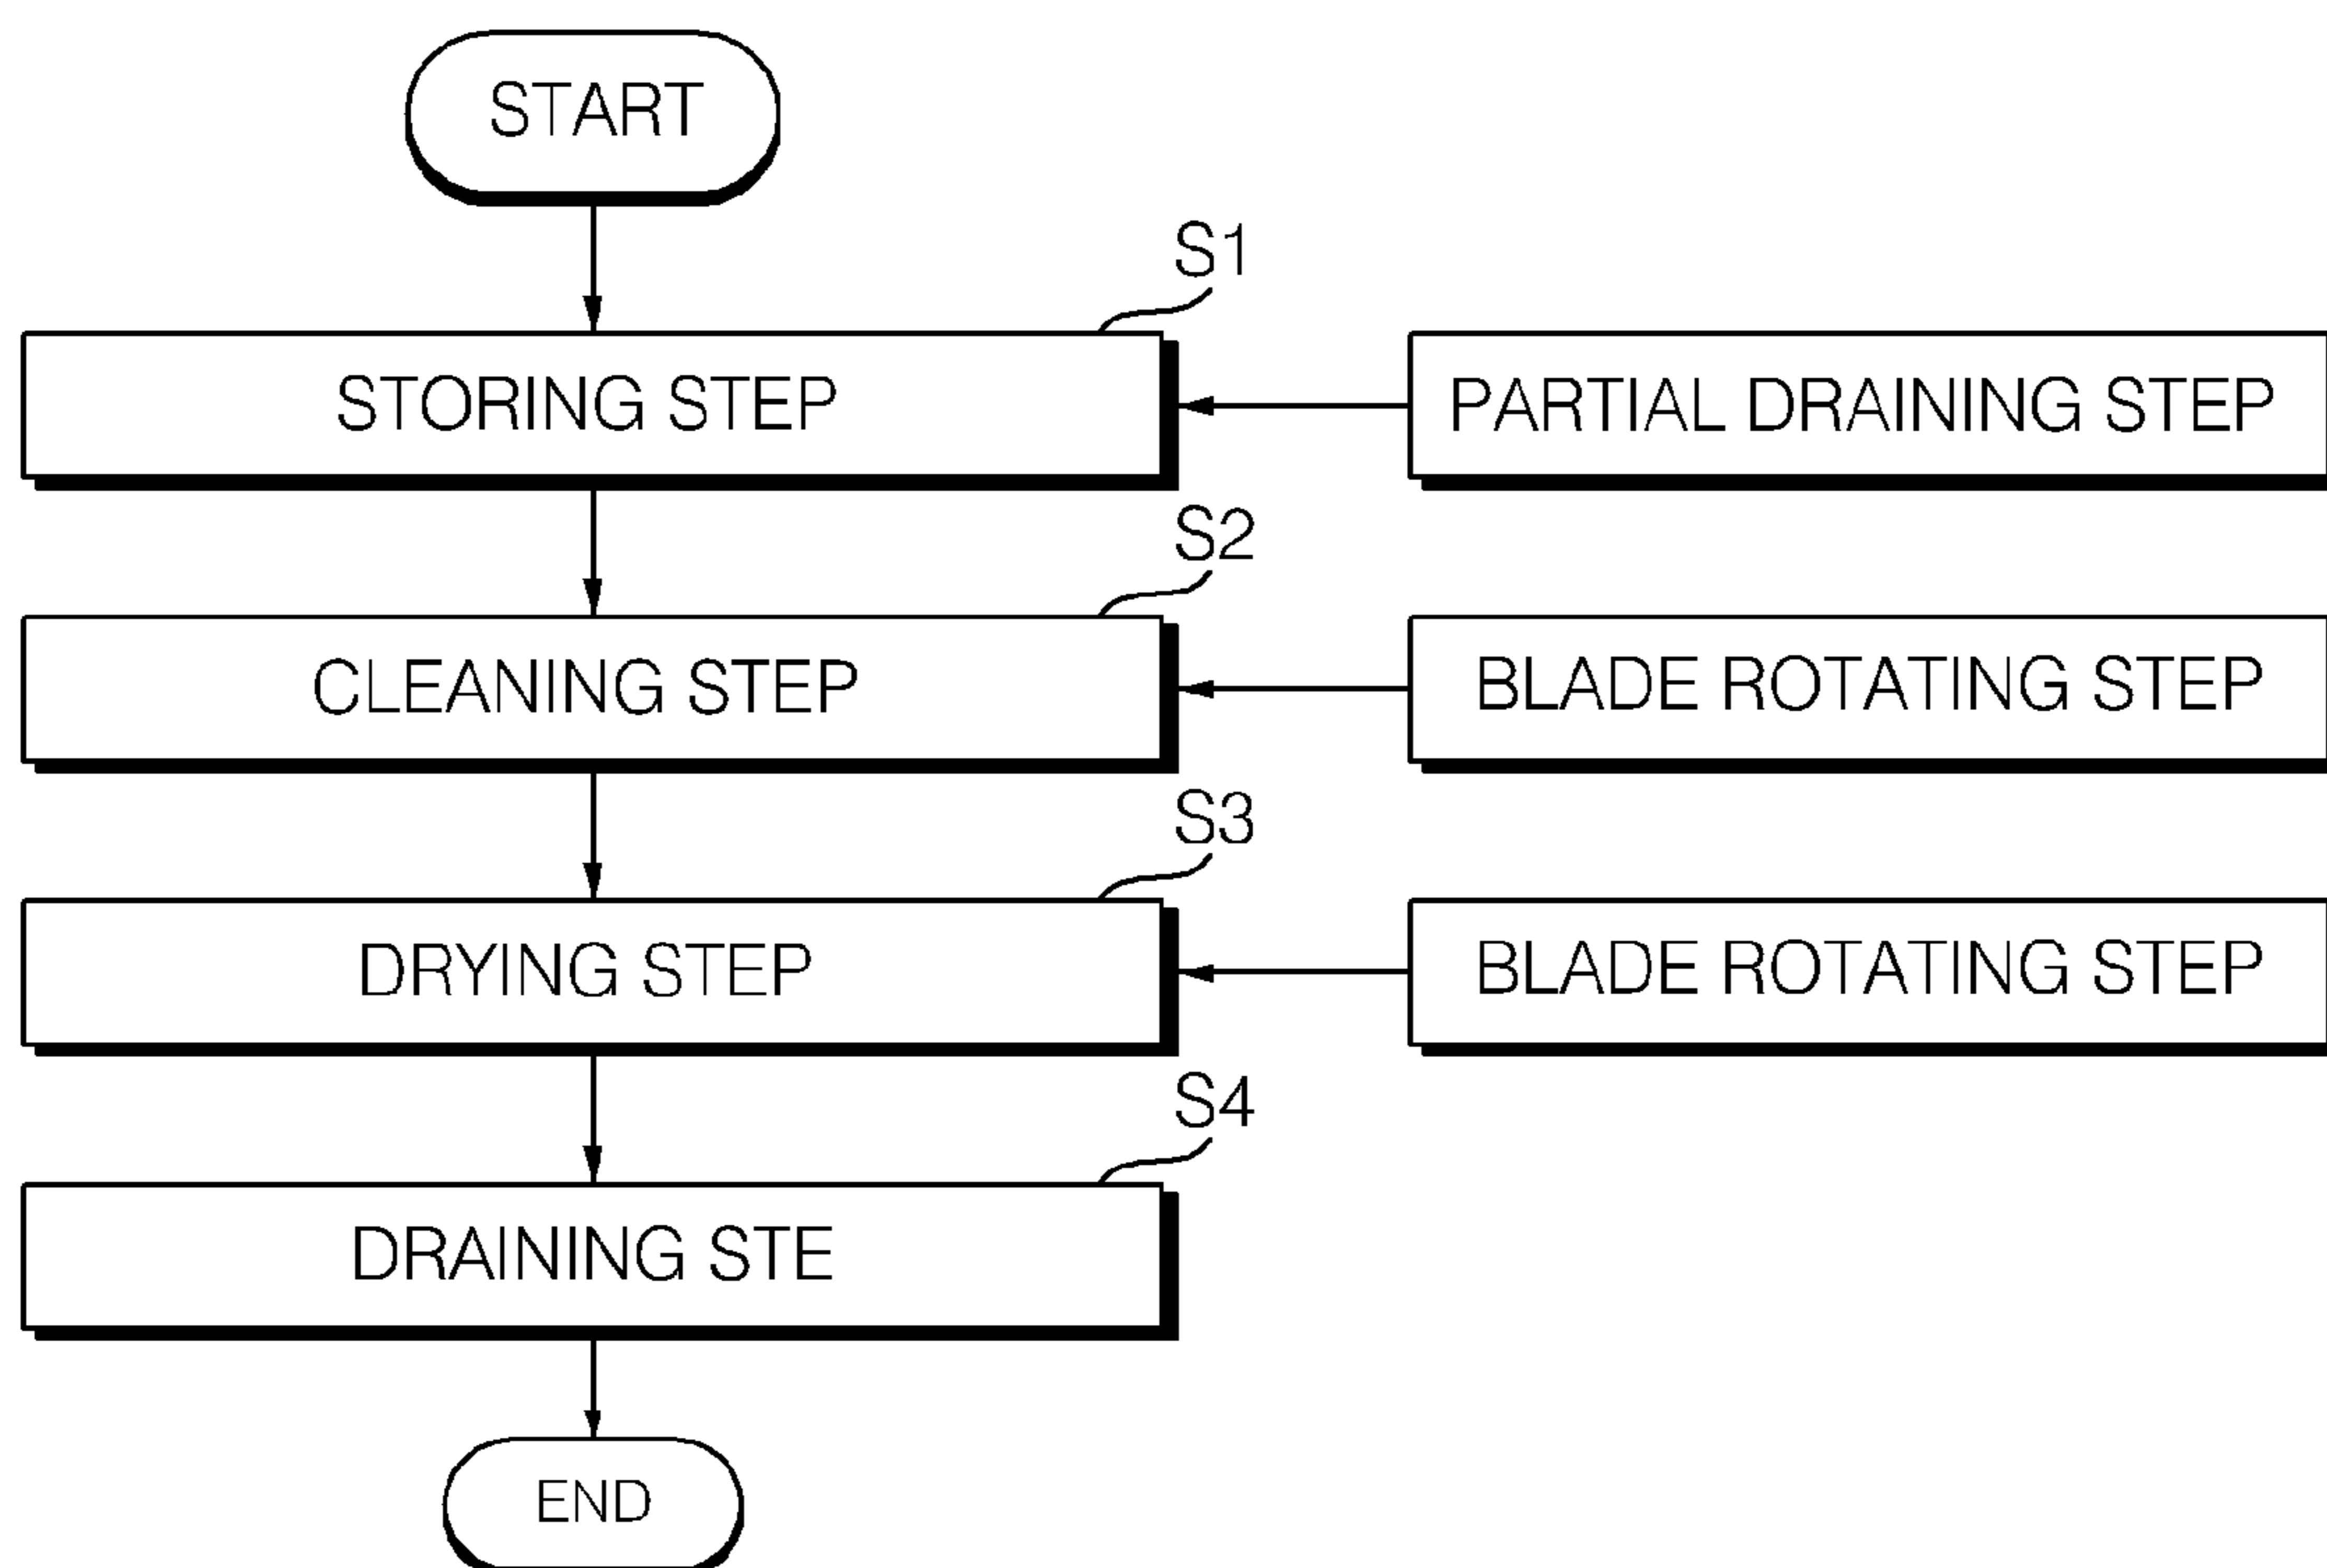 START
S1
STORING STEP
PARTIAL DRAINING STEP
S2
CLEANING STEP
BLADE ROTATING STEP
S3
DRYING STEP
BLADE ROTATING STEP
S4
DRAINING STE
END